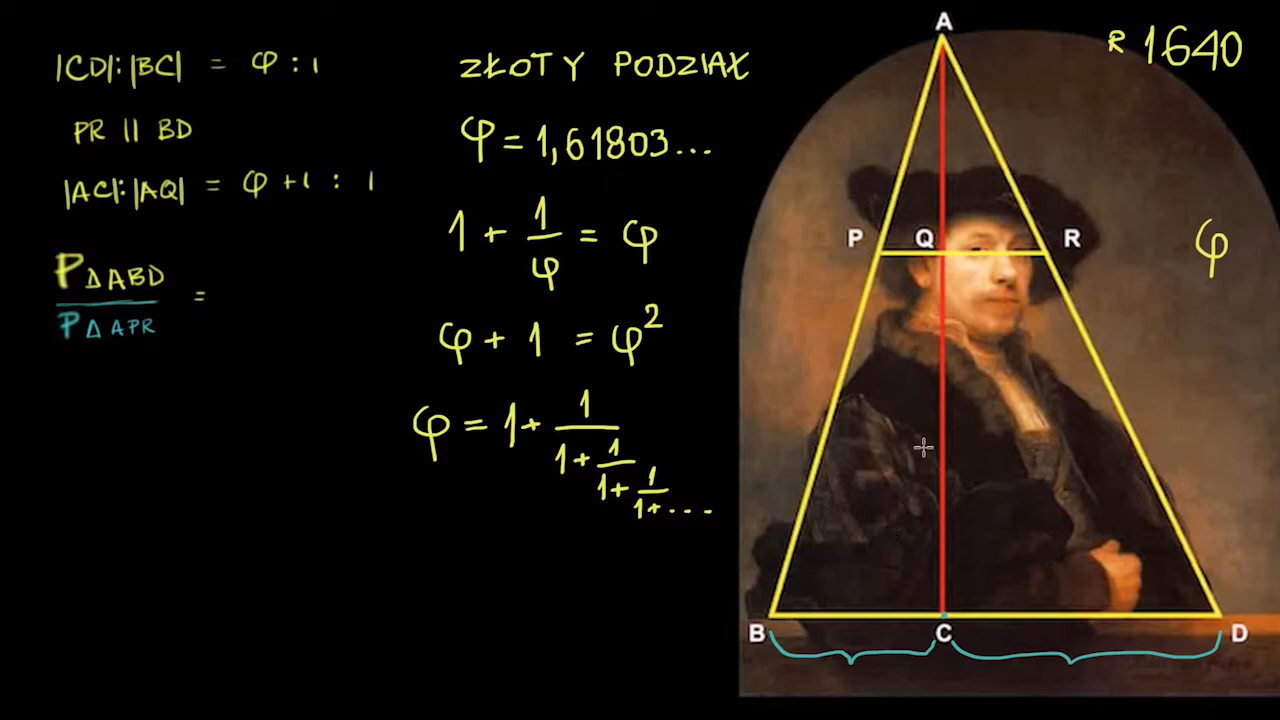 |CD|:|BC| = φ : 1
PR || BD
|AC|:|AQ| = φ + 1 : 1
P△ABD
P△APR
=
ZŁOTY PODZIAŁ
φ = 1,61803...
1 + 1/φ = φ
φ + 1 = φ²
φ = 1 + 1/(1 + 1/(1 + 1/(1 + ...
R 1640
φ
A
P Q R
B C D